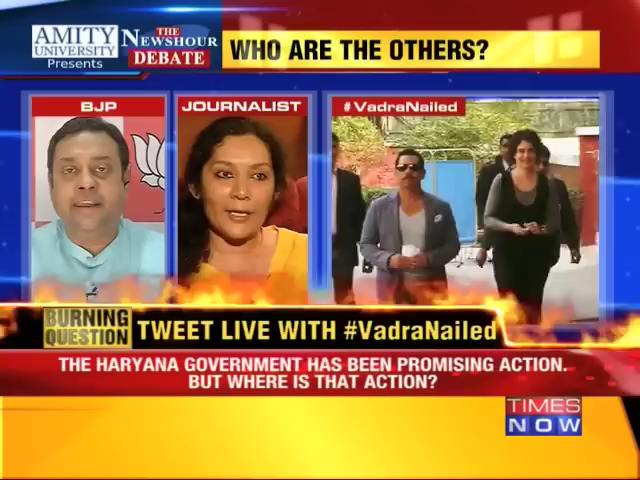 AMITY
UNIVERSITY
Presents
THE
NEWSHOUR
DEBATE
WHO ARE THE OTHERS?
BJP
JOURNALIST
#VadraNailed
BURNING
QUESTION
TWEET LIVE WITH #VadraNailed
THE HARYANA GOVERNMENT HAS BEEN PROMISING ACTION.
BUT WHERE IS THAT ACTION?
TIMES
NOW